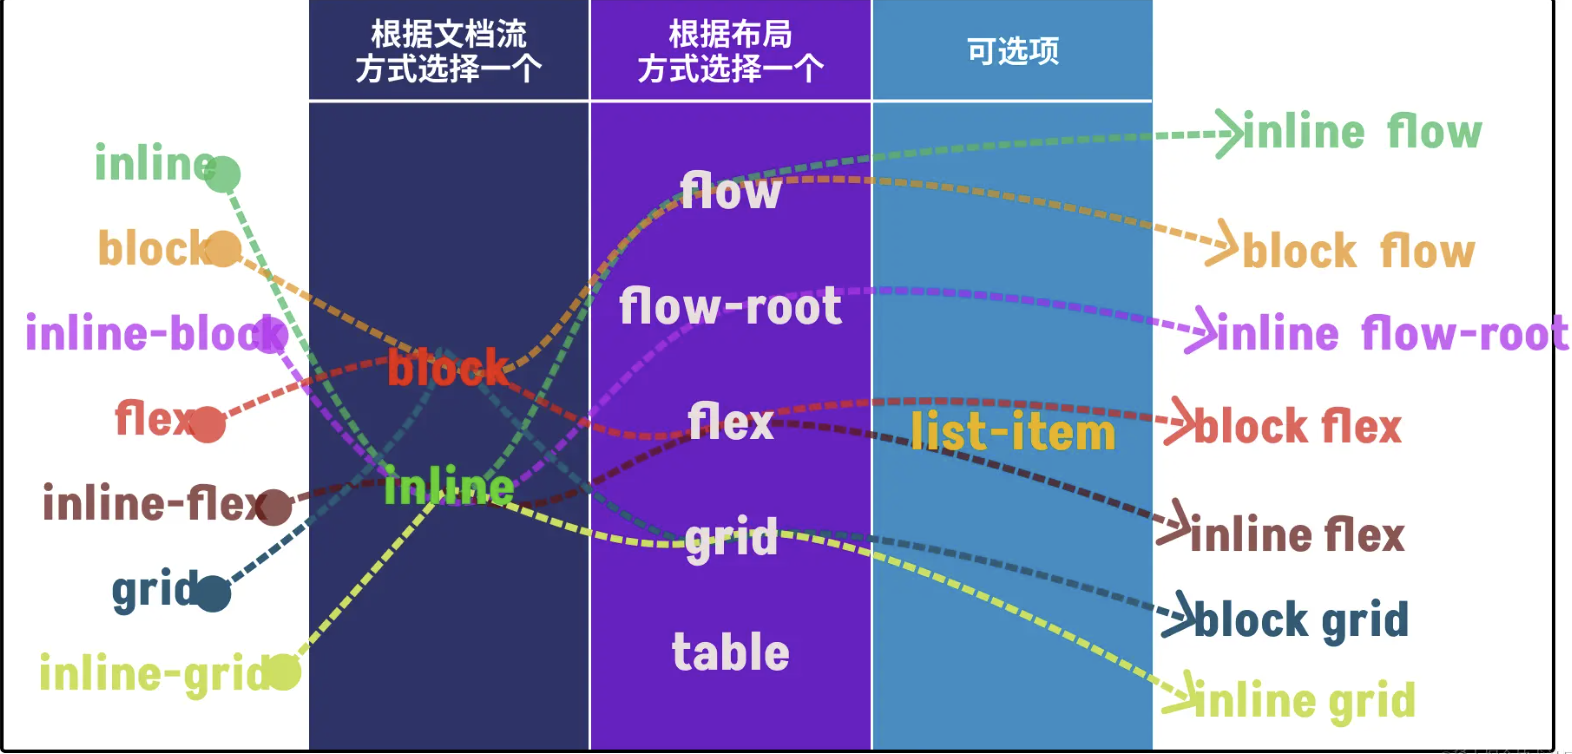 根据文档流
方式选择一个
根据布局
方式选择一个
可选项
inline
block
inline-block
flex
inline-flex
grid
inline-grid
block
inline
flow
flow-root
flex
grid
table
list-item
inline flow
block flow
inline flow-root
block flex
inline flex
block grid
inline grid